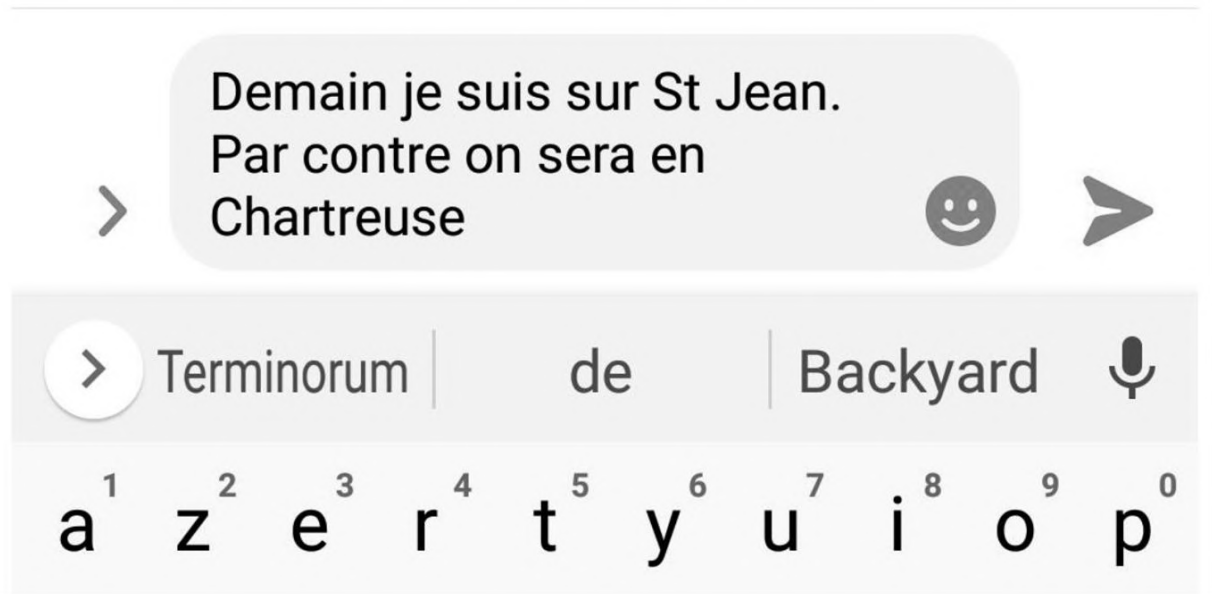 Demain je suis sur St Jean.
Par contre on sera en
Chartreuse
Terminorum de Backyard
1 2 3 4 5 6 7 8 9 0
a z e r t y u i o p